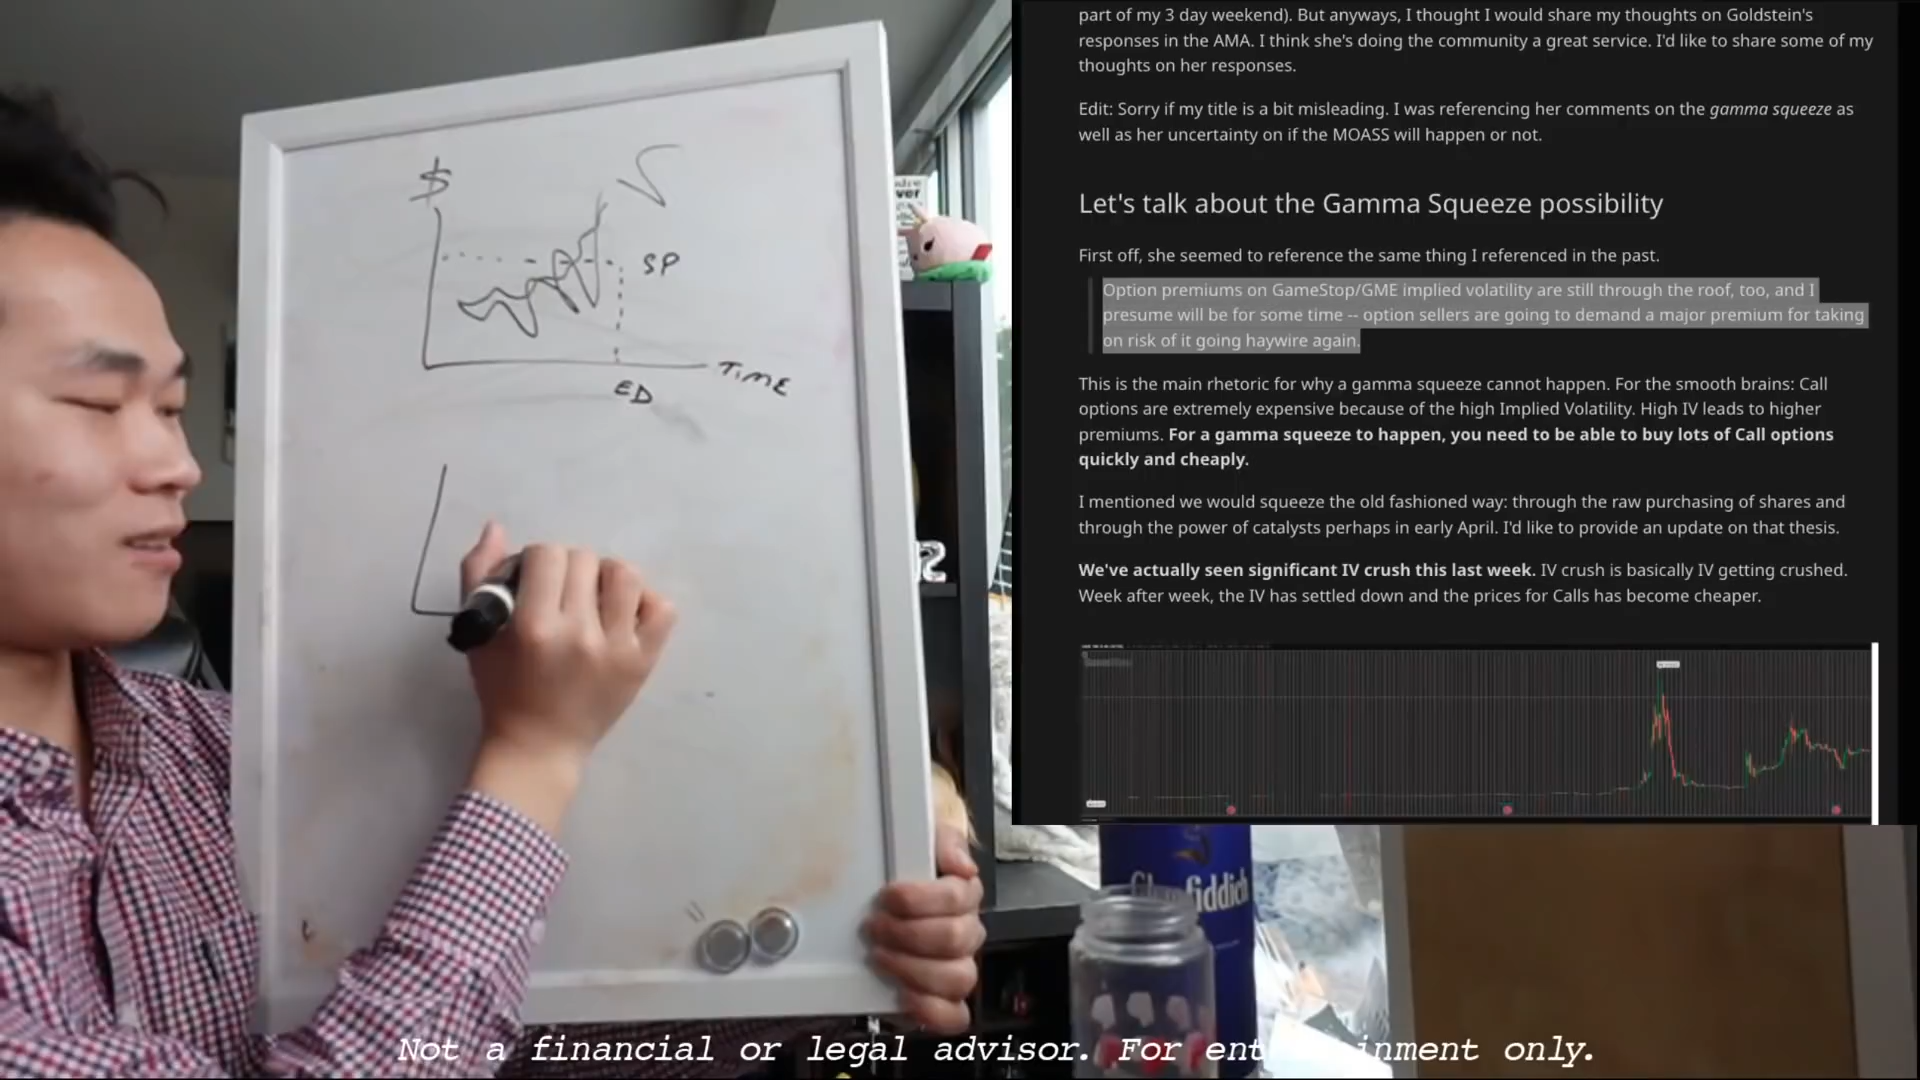 $
SP
TIME
ED
part of my 3 day weekend). But anyways, I thought I would share my thoughts on Goldstein's
responses in the AMA. I think she's doing the community a great service. I'd like to share some of my
thoughts on her responses.
Edit: Sorry if my title is a bit misleading. I was referencing her comments on the gamma squeeze as
well as her uncertainty on if the MOASS will happen or not.
Let's talk about the Gamma Squeeze possibility
First off, she seemed to reference the same thing I referenced in the past.
Option premiums on GameStop/GME implied volatility are still through the roof, too, and I
presume will be for some time -- option sellers are going to demand a major premium for taking
on risk of it going haywire again.
This is the main rhetoric for why a gamma squeeze cannot happen. For the smooth brains: Call
options are extremely expensive because of the high Implied Volatility. High IV leads to higher
premiums. For a gamma squeeze to happen, you need to be able to buy lots of Call options
quickly and cheaply.
I mentioned we would squeeze the old fashioned way: through the raw purchasing of shares and
through the power of catalysts perhaps in early April. I'd like to provide an update on that thesis.
We've actually seen significant IV crush this last week. IV crush is basically IV getting crushed.
Week after week, the IV has settled down and the prices for Calls has become cheaper.
Glenfiddich
Not a financial or legal advisor. For entertainment only.